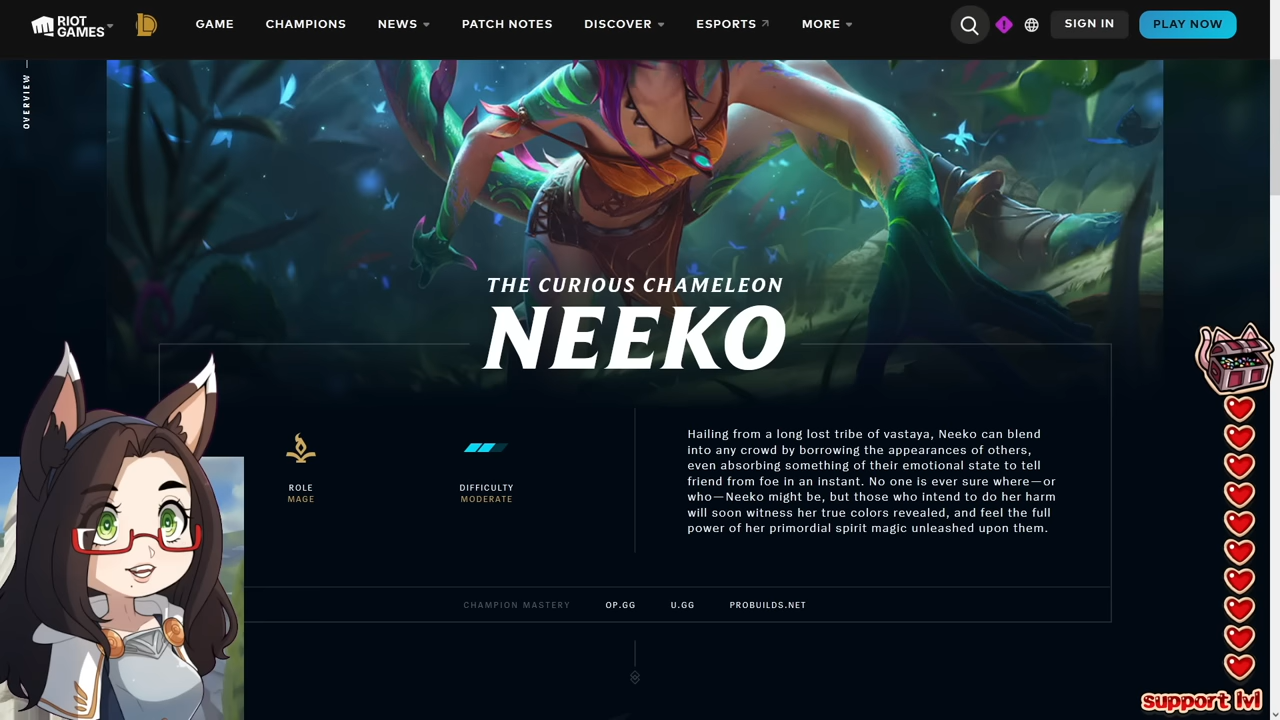 RIOT
GAMES
GAME
CHAMPIONS
NEWS
PATCH NOTES
DISCOVER
ESPORTS
MORE
SIGN IN
PLAY NOW
OVERVIEW
THE CURIOUS CHAMELEON
NEEKO
ROLE
MAGE
DIFFICULTY
MODERATE
Hailing from a long lost tribe of vastaya, Neeko can blend
into any crowd by borrowing the appearances of others,
even absorbing something of their emotional state to tell
friend from foe in an instant. No one is ever sure where—or
who—Neeko might be, but those who intend to do her harm
will soon witness her true colors revealed, and feel the full
power of her primordial spirit magic unleashed upon them.
CHAMPION MASTERY
OP.GG
U.GG
PROBUILDS.NET
support lvl